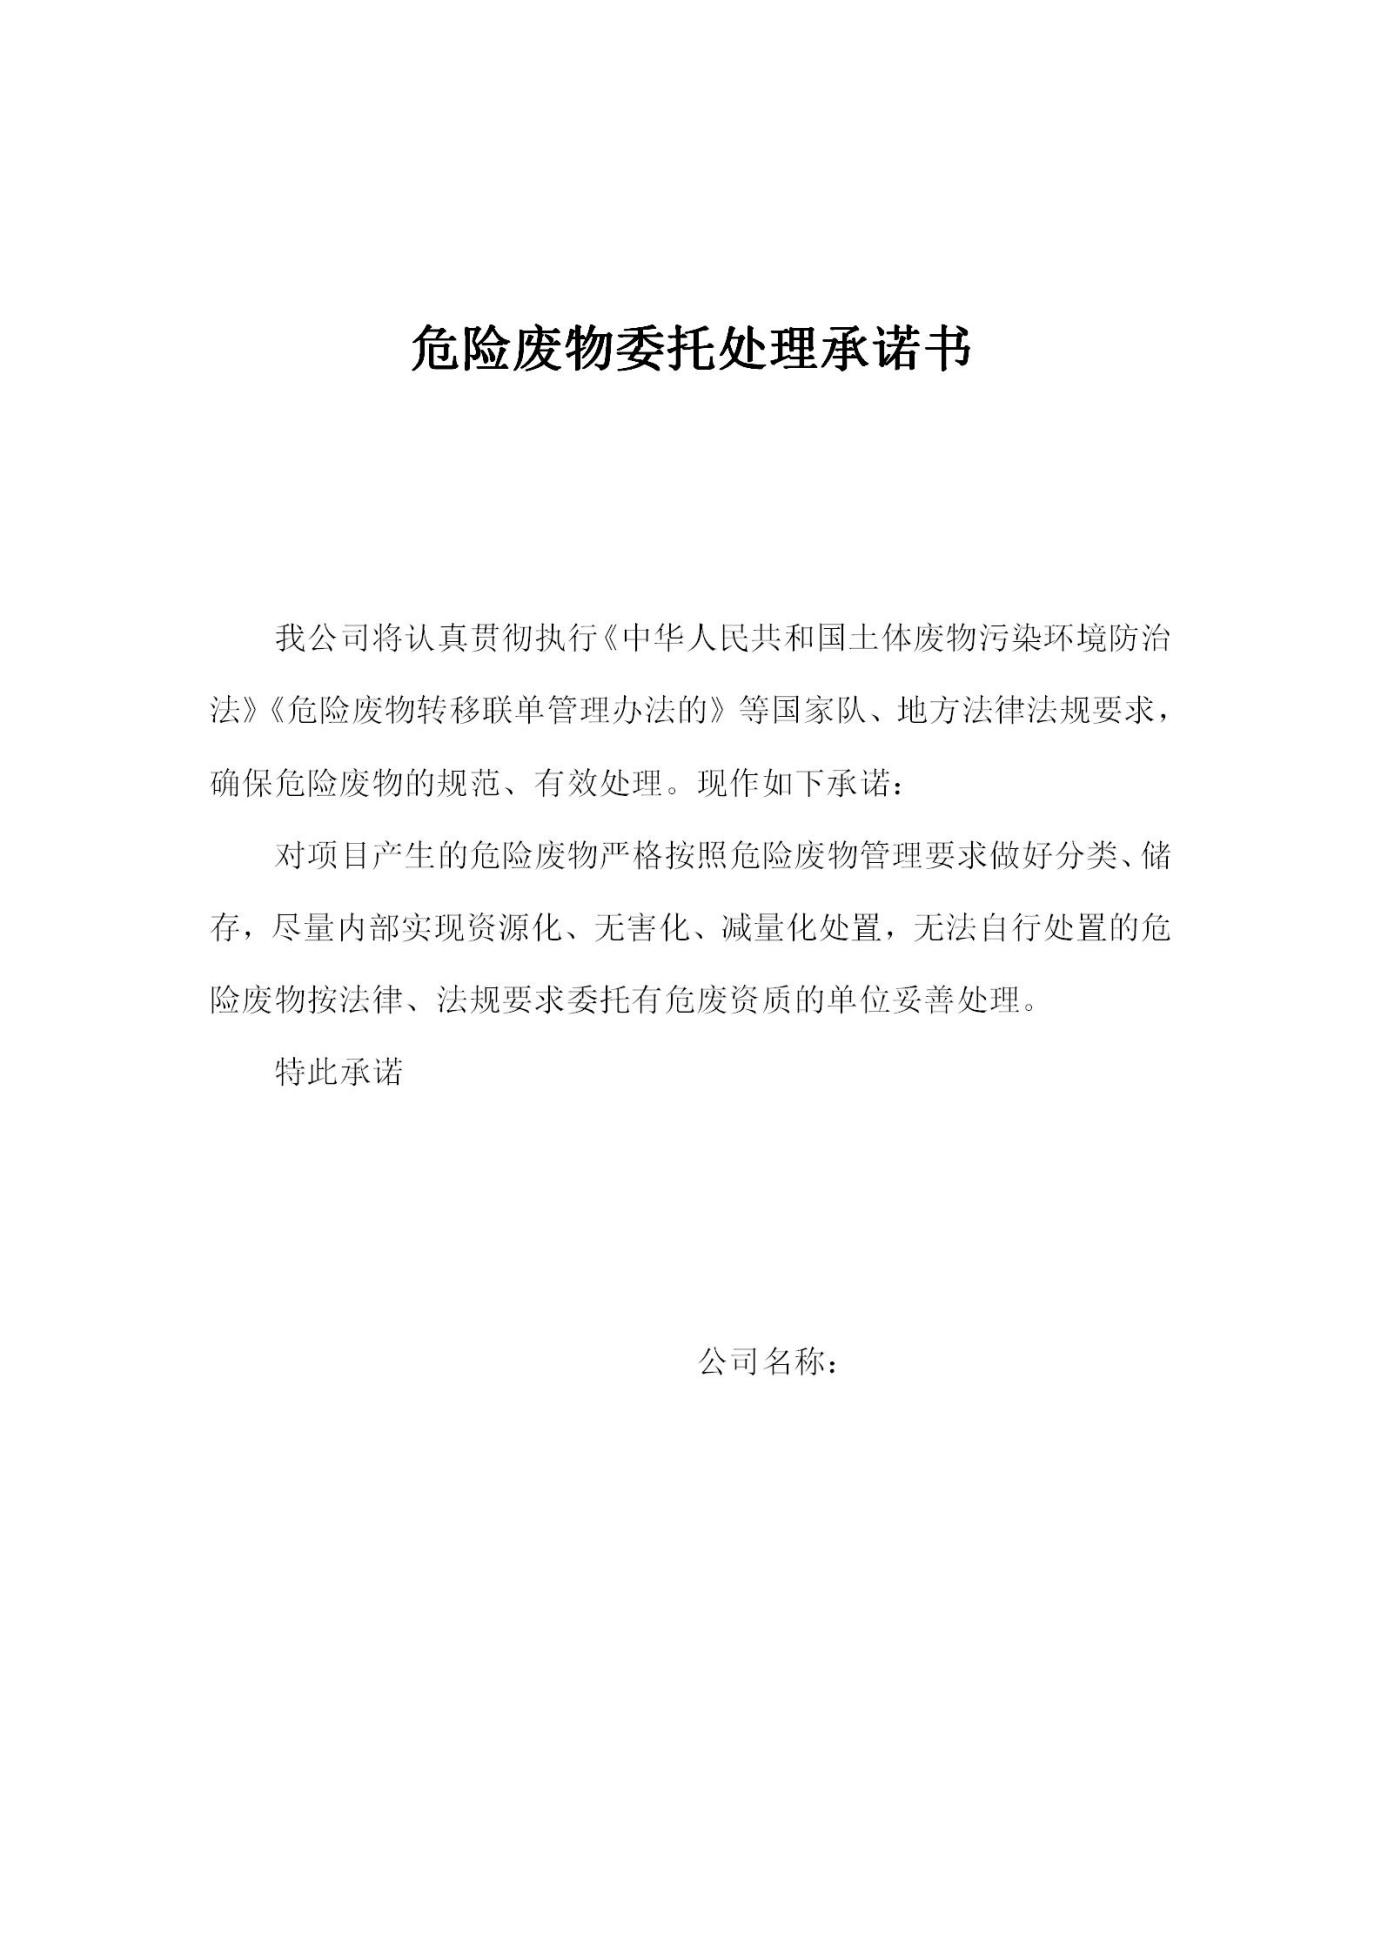 危险废物委托处理承诺书
我公司将认真贯彻执行《中华人民共和国土体废物污染环境防治
法》《危险废物转移联单管理办法的》等国家队、地方法律法规要求，
确保危险废物的规范、有效处理。现作如下承诺：
对项目产生的危险废物严格按照危险废物管理要求做好分类、储
存，尽量内部实现资源化、无害化、减量化处置，无法自行处置的危
险废物按法律、法规要求委托有危废资质的单位妥善处理。
特此承诺
公司名称：